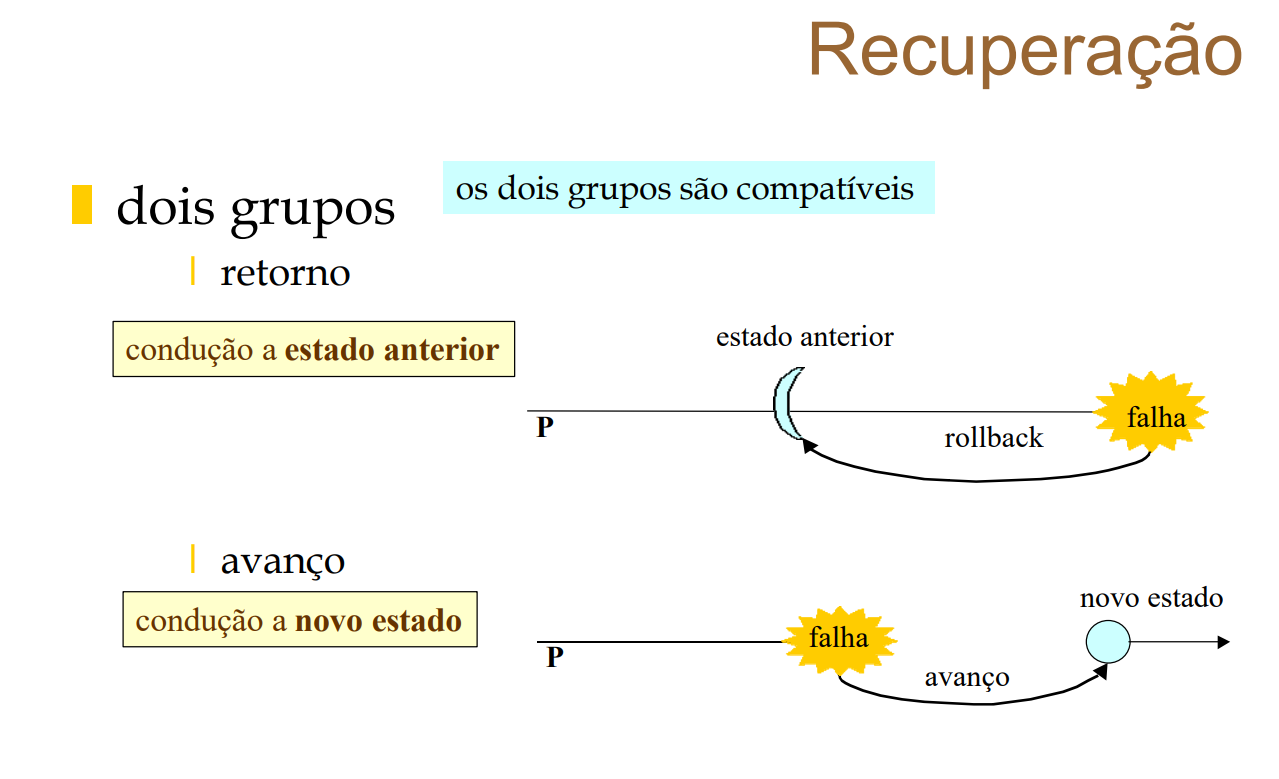 Recuperação
os dois grupos são compatíveis
dois grupos
retorno
condução a estado anterior
estado anterior
P
rollback
falha
avanço
condução a novo estado
novo estado
P
falha
avanço